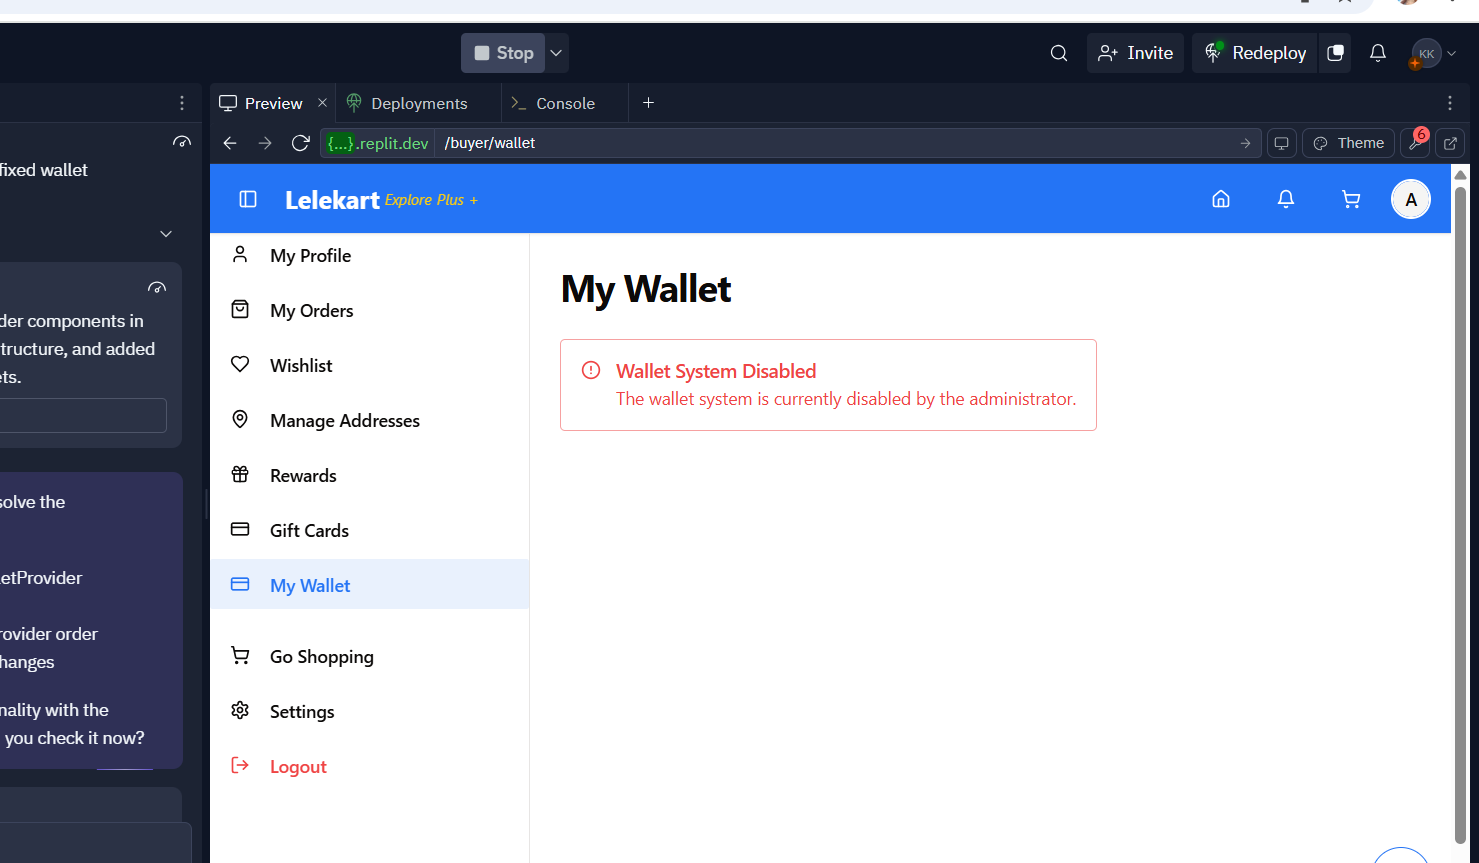 Stop
Invite
Redeploy
KK
Preview
Deployments
Console
{...}.replit.dev
/buyer/wallet
Theme
6
fixed wallet
der components in
tructure, and added
ts.
solve the
etProvider
rovider order
hanges
nality with the
you check it now?
Lelekart Explore Plus +
A
My Profile
My Orders
Wishlist
Manage Addresses
Rewards
Gift Cards
My Wallet
Go Shopping
Settings
Logout
My Wallet
Wallet System Disabled
The wallet system is currently disabled by the administrator.